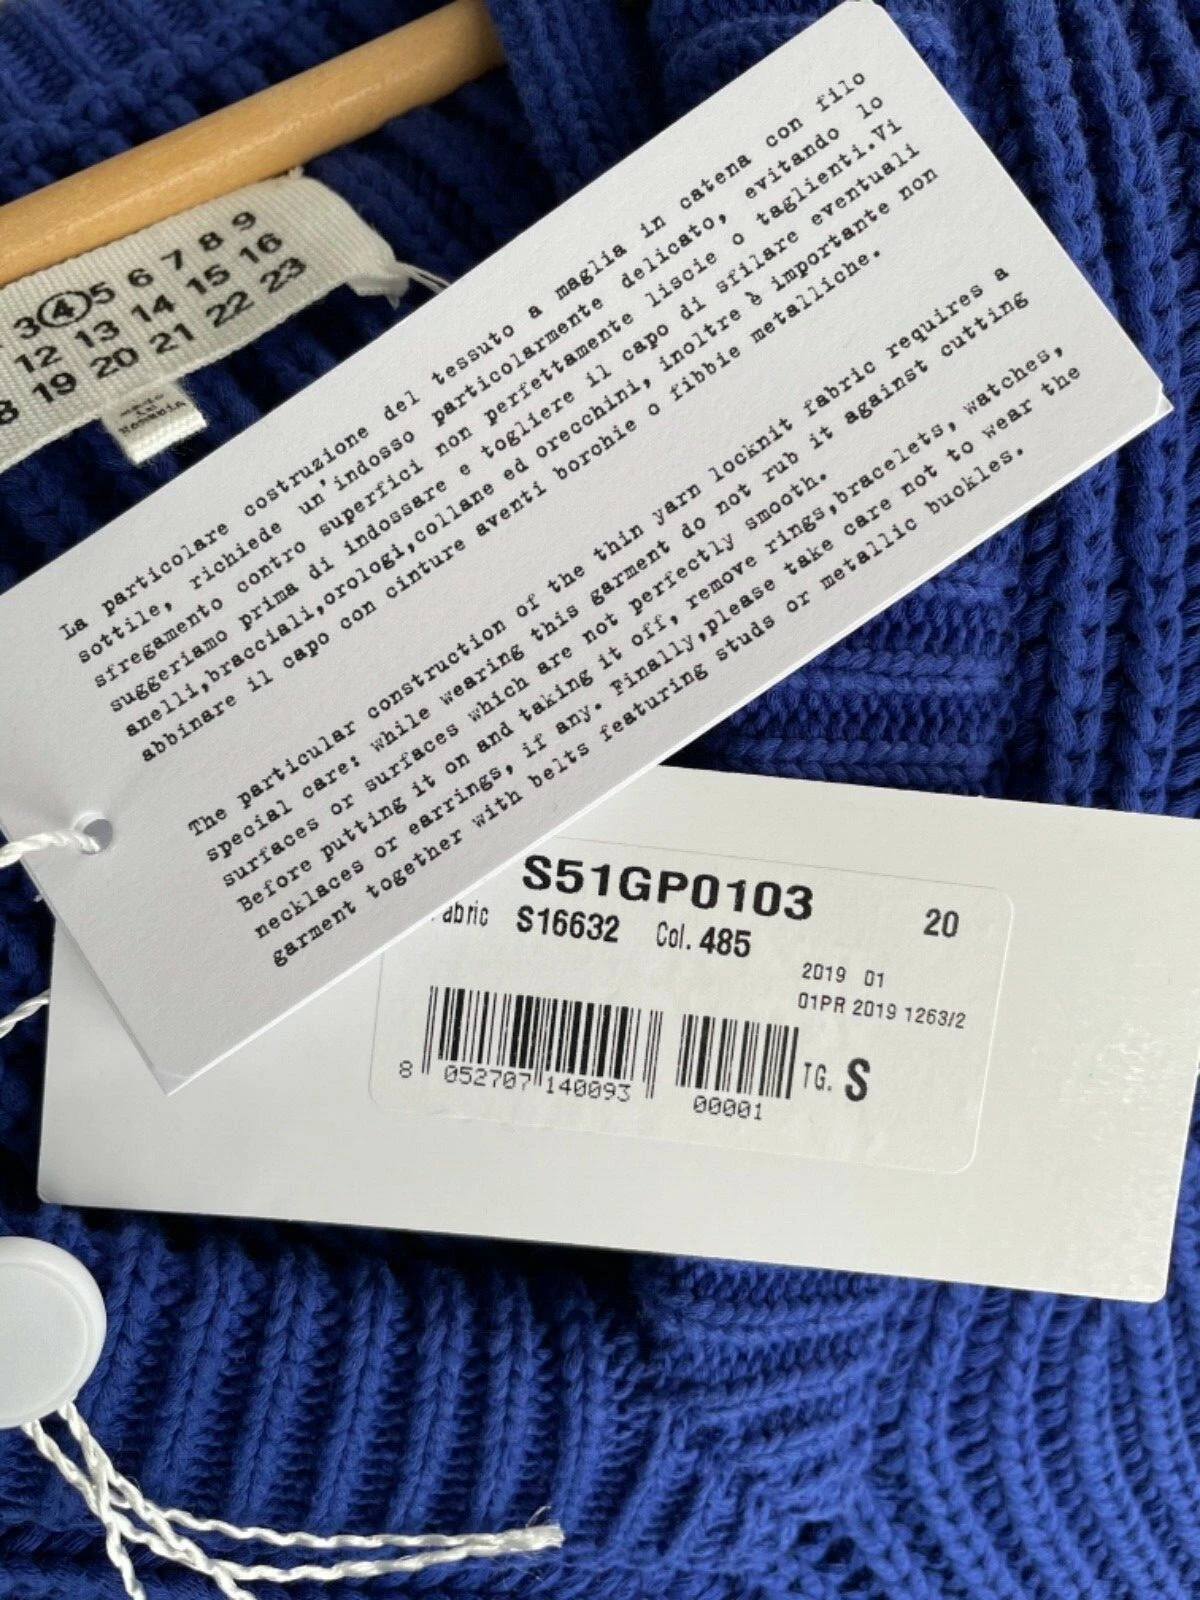 3 4 5 6 7 8 9
12 13 14 15 16
8 19 20 21 22 23
La particolare costruzione del tessuto a maglia in catena con filo
sottile, richiede un'indosso particolarmente delicato, evitando lo
sfregamento contro superfici non perfettamente liscie o taglienti.Vi
suggeriamo prima di indossare e togliere il capo di sfilare eventuali
anelli,bracciali,orologi,collane ed orecchini, inoltre è importante non
abbinare il capo con cinture aventi borchie o fibbie metalliche.
The particular construction of the thin yarn locknit fabric requires a
special care: while wearing this garment do not rub it against cutting
surfaces or surfaces which are not perfectly smooth.
Before putting it on and taking it off, remove rings,bracelets, watches,
necklaces or earrings, if any. Finally,please take care not to wear the
garment together with belts featuring studs or metallic buckles.
S51GP0103 20
abric S16632 Col. 485
2019 01
01PR 2019 1263/2
8 052707 140093 00001 TG. S